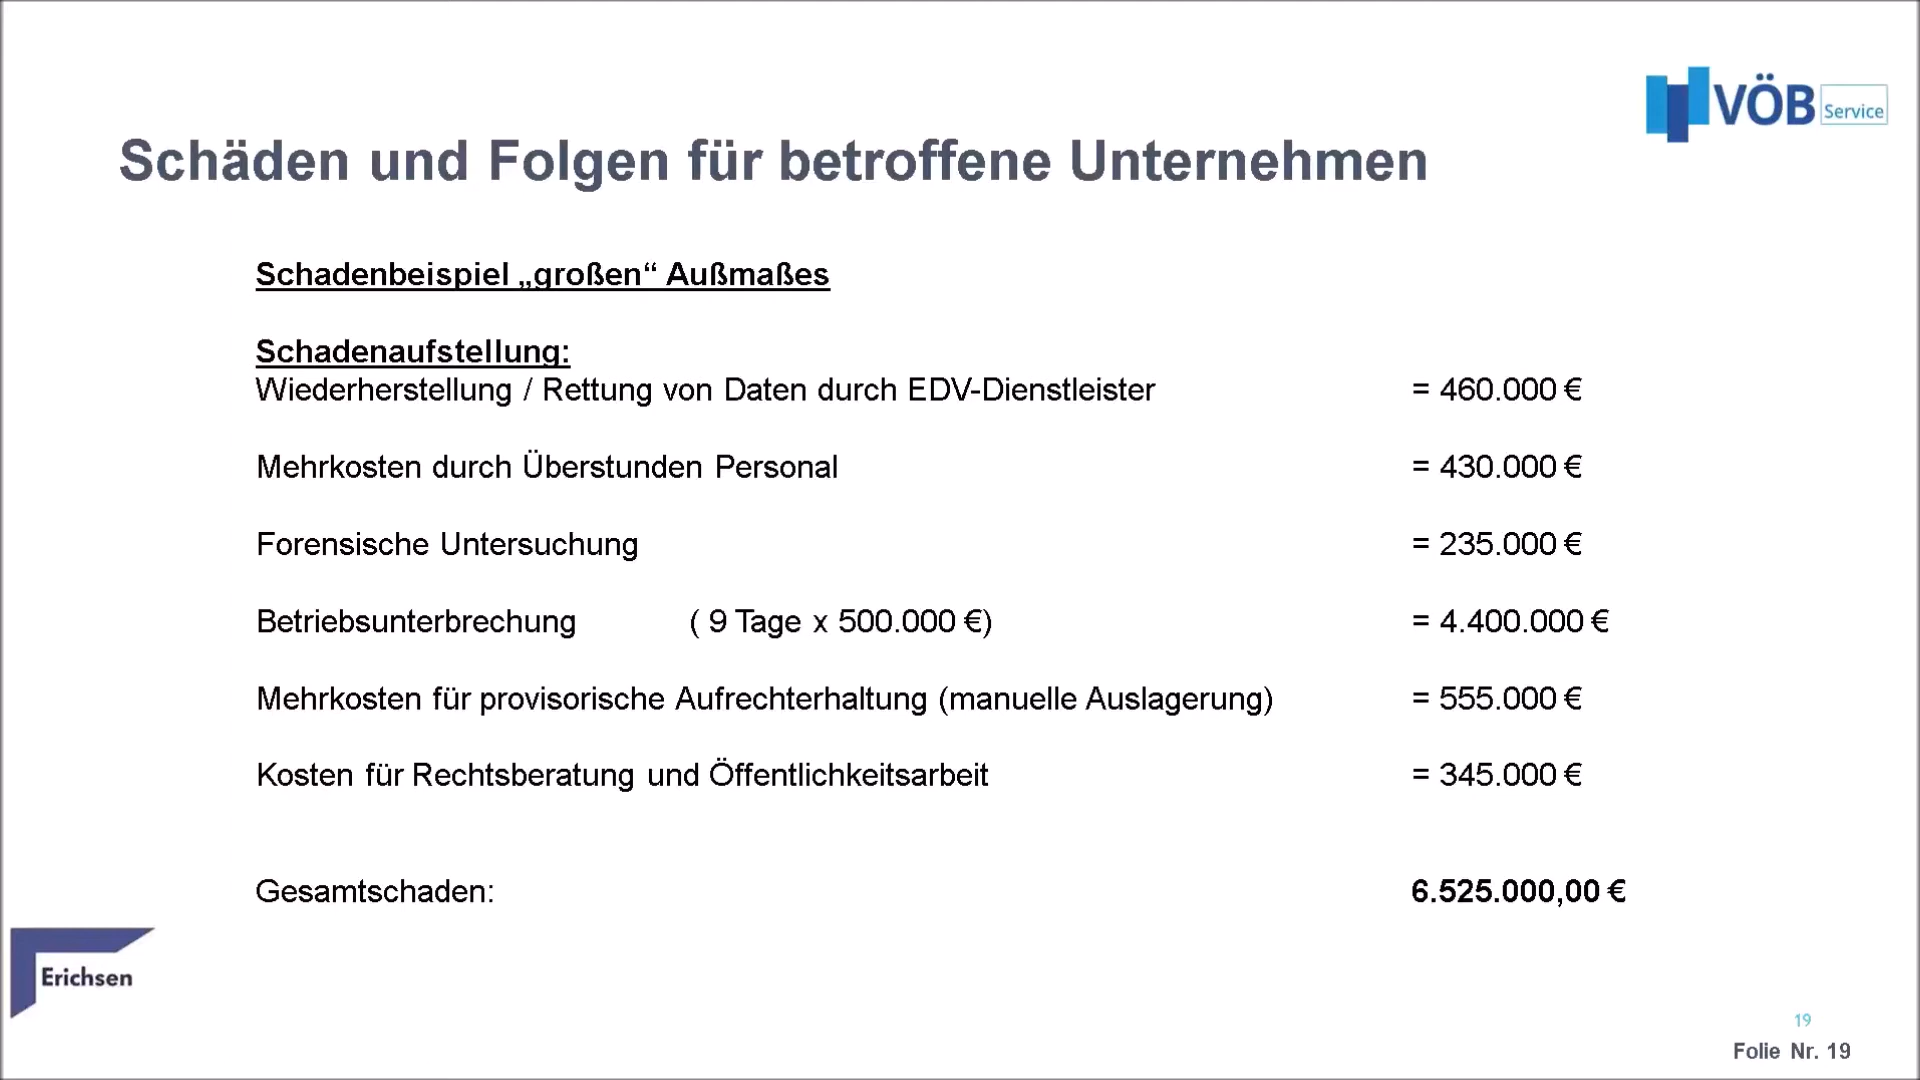 VÖB Service
Schäden und Folgen für betroffene Unternehmen
Schadenbeispiel „großen“ Außmaßes
Schadenaufstellung:
Wiederherstellung / Rettung von Daten durch EDV-Dienstleister = 460.000 €
Mehrkosten durch Überstunden Personal = 430.000 €
Forensische Untersuchung = 235.000 €
Betriebsunterbrechung ( 9 Tage x 500.000 €) = 4.400.000 €
Mehrkosten für provisorische Aufrechterhaltung (manuelle Auslagerung) = 555.000 €
Kosten für Rechtsberatung und Öffentlichkeitsarbeit = 345.000 €
Gesamtschaden: 6.525.000,00 €
Erichsen
19
Folie Nr. 19